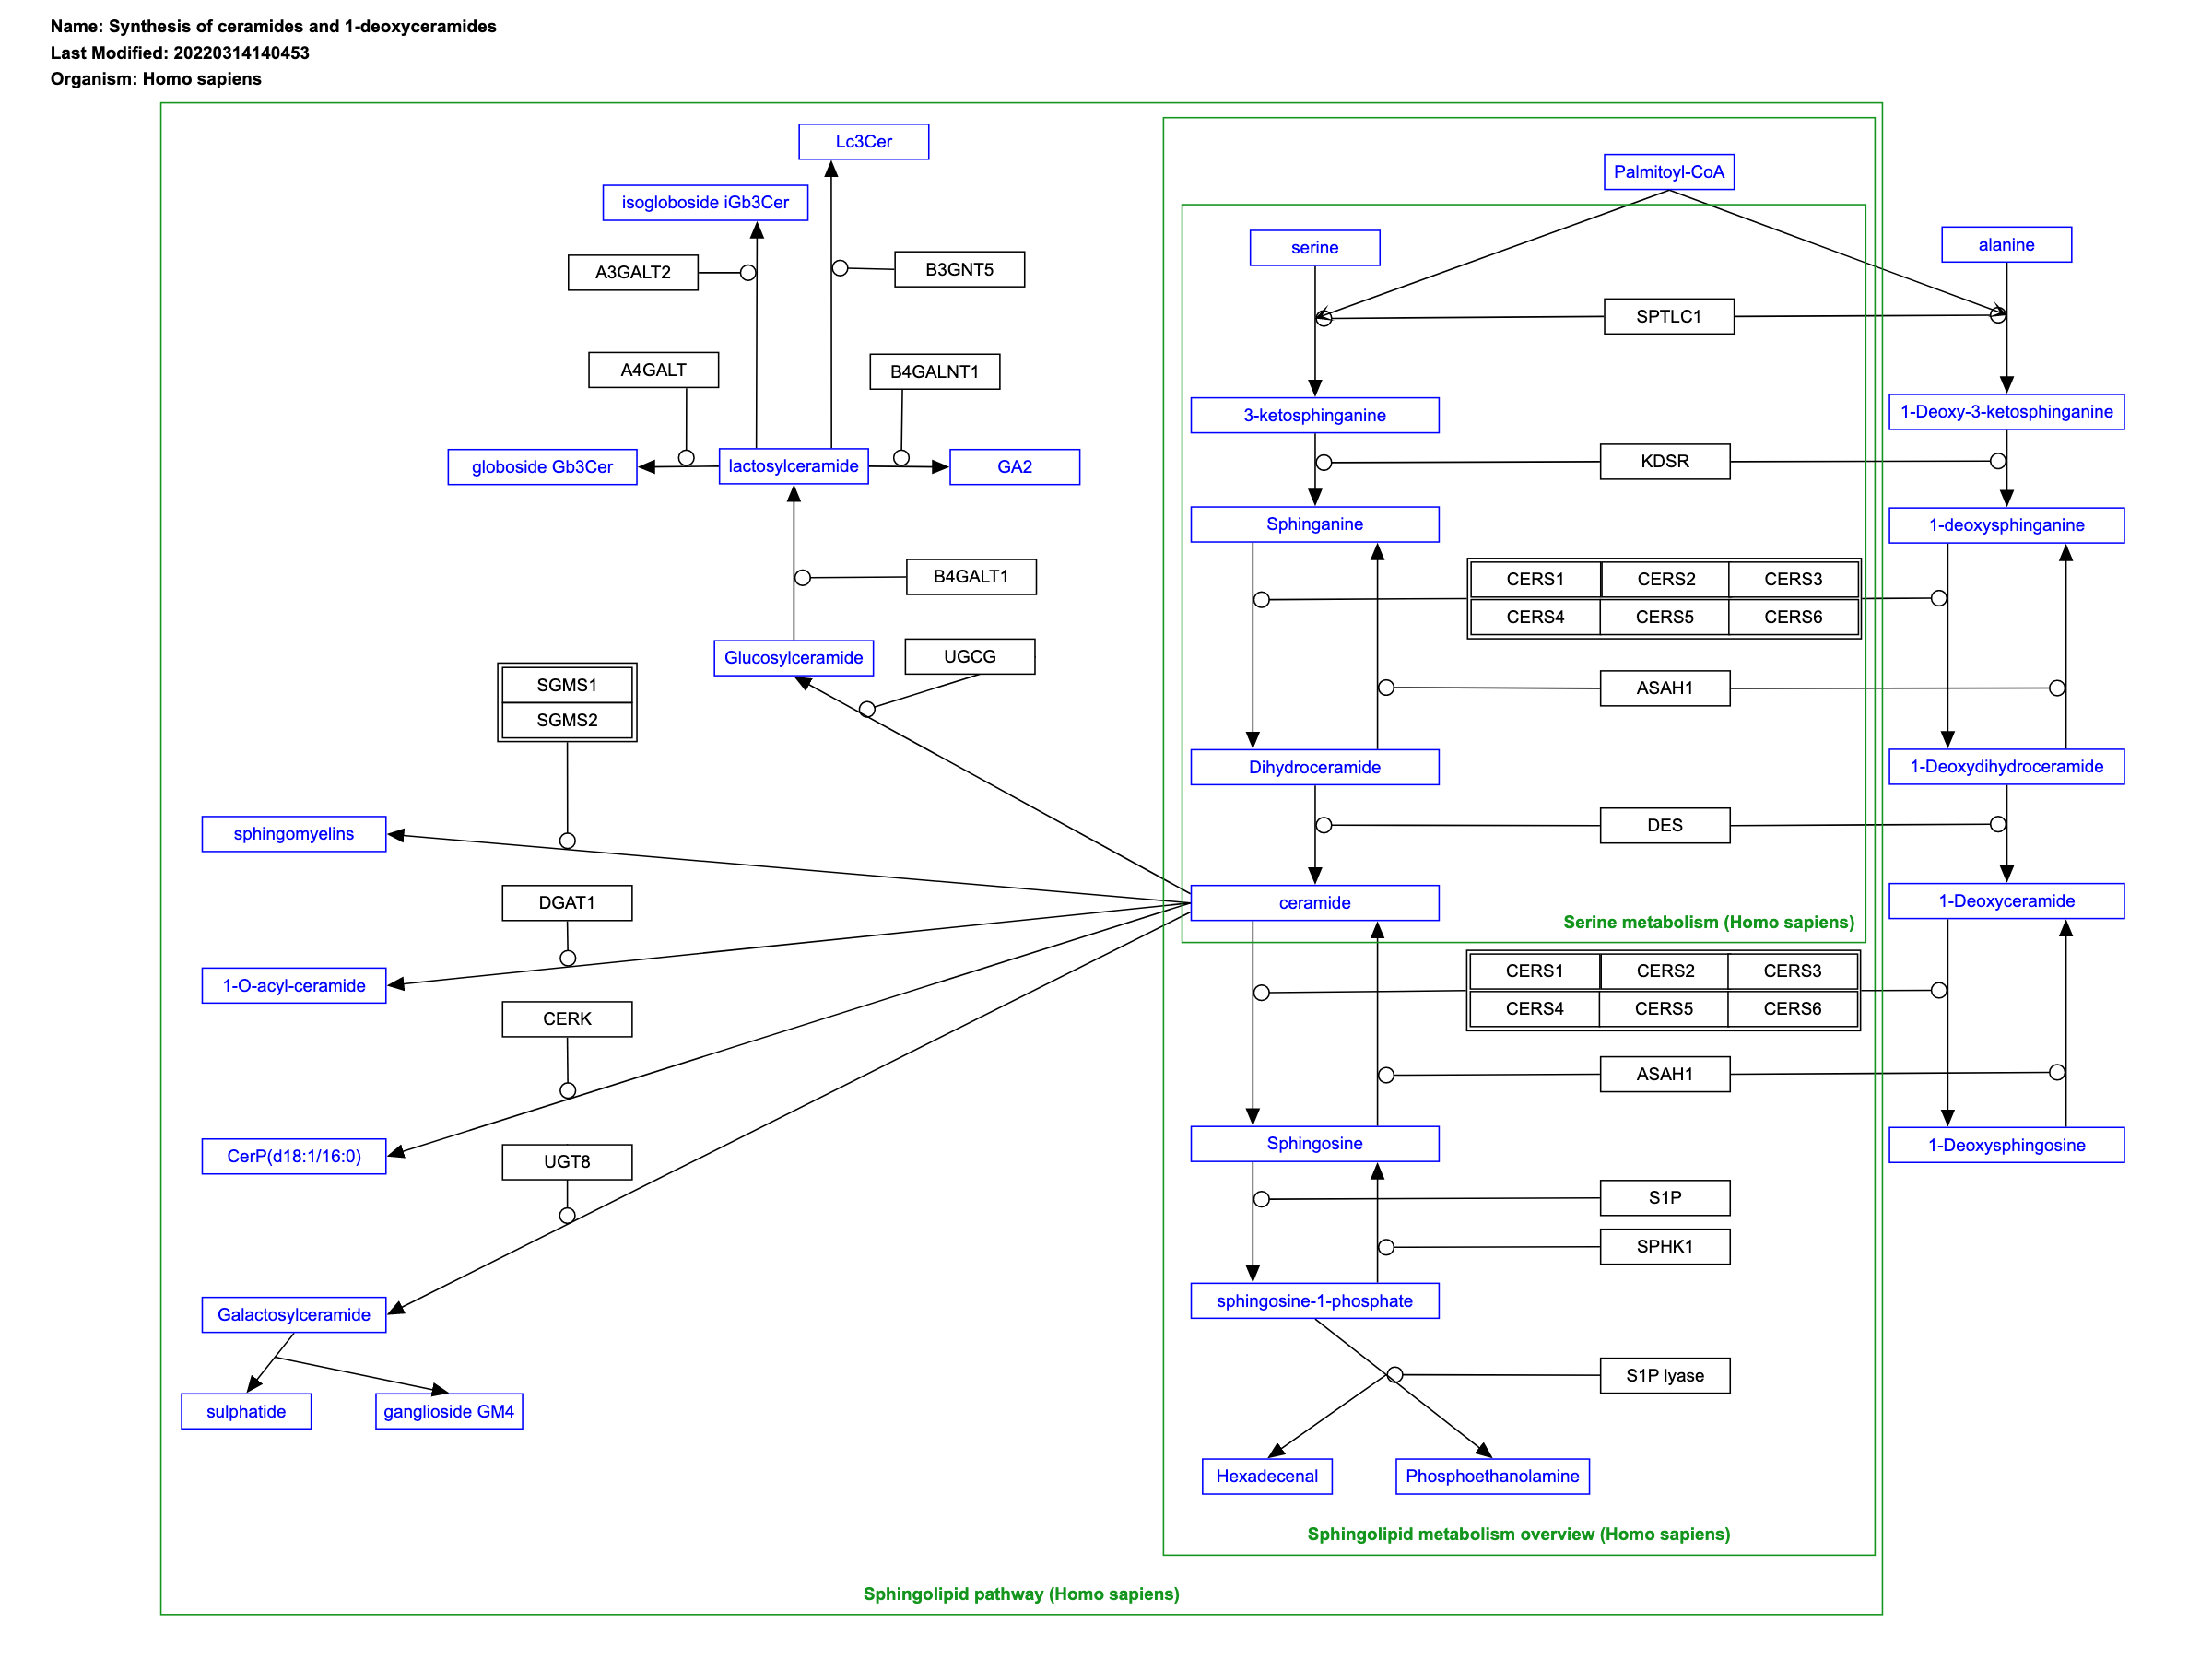 Name: Synthesis of ceramides and 1-deoxyceramides
Last Modified: 20220314140453
Organism: Homo sapiens
Lc3Cer
Palmitoyl-CoA
isogloboside iGb3Cer
serine
alanine
A3GALT2
B3GNT5
SPTLC1
A4GALT
B4GALNT1
3-ketosphinganine
1-Deoxy-3-ketosphinganine
globoside Gb3Cer
lactosylceramide
GA2
KDSR
Sphinganine
1-deoxysphinganine
B4GALT1
CERS1
CERS2
CERS3
CERS4
CERS5
CERS6
Glucosylceramide
UGCG
SGMS1
SGMS2
ASAH1
Dihydroceramide
1-Deoxydihydroceramide
sphingomyelins
DES
DGAT1
ceramide
1-Deoxyceramide
Serine metabolism (Homo sapiens)
1-O-acyl-ceramide
CERS1
CERS2
CERS3
CERS4
CERS5
CERS6
CERK
ASAH1
CerP(d18:1/16:0)
UGT8
Sphingosine
1-Deoxysphingosine
S1P
SPHK1
Galactosylceramide
sphingosine-1-phosphate
S1P lyase
sulphatide
ganglioside GM4
Hexadecenal
Phosphoethanolamine
Sphingolipid metabolism overview (Homo sapiens)
Sphingolipid pathway (Homo sapiens)